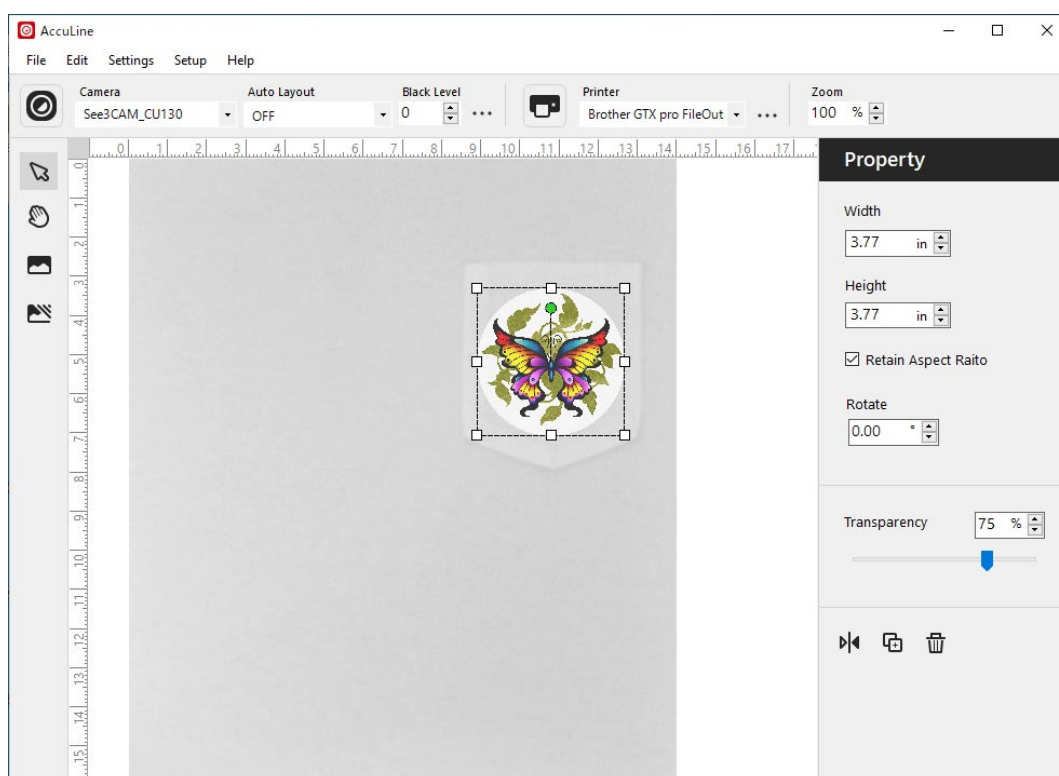 AccuLine
File Edit Settings Setup Help
Camera Auto Layout Black Level Printer Zoom
See3CAM_CU130 OFF 0 Brother GTX pro FileOut 100 %
0 1 2 3 4 5 6 7 8 9 10 11 12 13 14 15 16 17
0
1
2
3
4
5
6
7
8
9
10
11
12
13
14
15
Property
Width
3.77 in
Height
3.77 in
Retain Aspect Raito
Rotate
0.00 °
Transparency 75 %